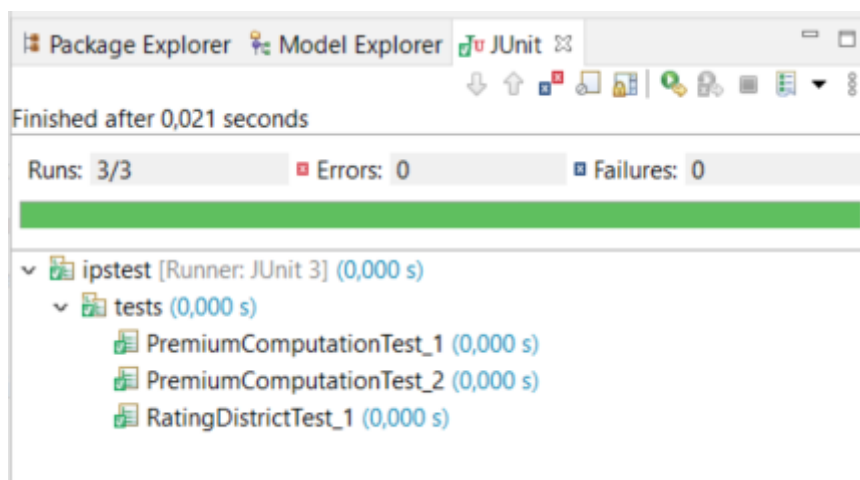 Package Explorer Model Explorer JUnit
Finished after 0,021 seconds
Runs: 3/3 Errors: 0 Failures: 0
ipstest [Runner: JUnit 3] (0,000 s)
tests (0,000 s)
PremiumComputationTest_1 (0,000 s)
PremiumComputationTest_2 (0,000 s)
RatingDistrictTest_1 (0,000 s)